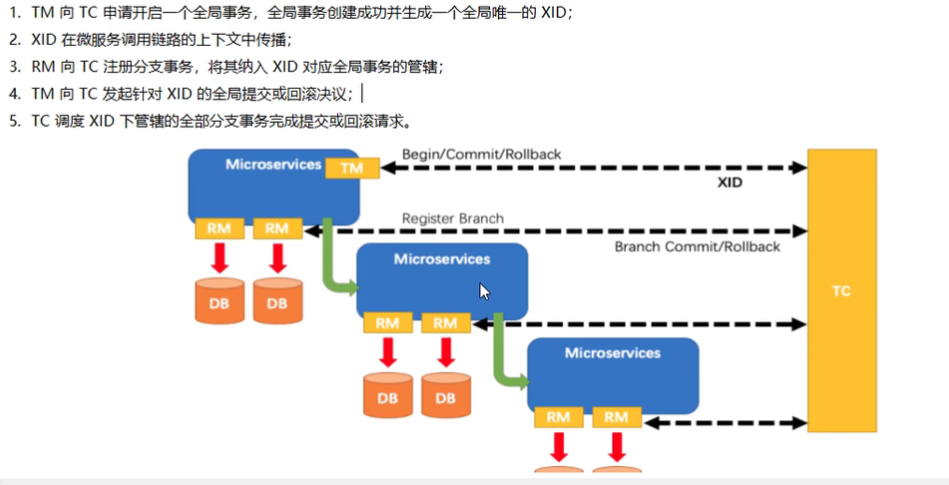 1. TM 向 TC 申请开启一个全局事务，全局事务创建成功并生成一个全局唯一的 XID；
2. XID 在微服务调用链路的上下文中传播；
3. RM 向 TC 注册分支事务，将其纳入 XID 对应全局事务的管辖；
4. TM 向 TC 发起针对 XID 的全局提交或回滚决议；
5. TC 调度 XID 下管辖的全部分支事务完成提交或回滚请求。
Begin/Commit/Rollback
Microservices
TM
XID
Register Branch
RM
RM
Branch Commit/Rollback
Microservices
TC
DB
DB
RM
RM
Microservices
DB
DB
RM
RM